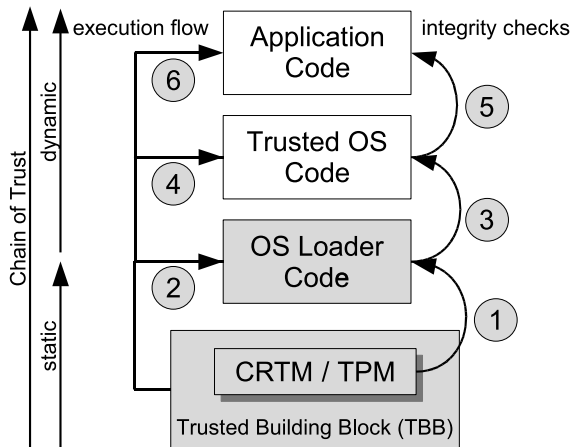 execution flow
Application
Code
integrity checks
6
5
dynamic
Trusted OS
Code
4
3
Chain of Trust
OS Loader
Code
2
1
static
CRTM / TPM
Trusted Building Block (TBB)